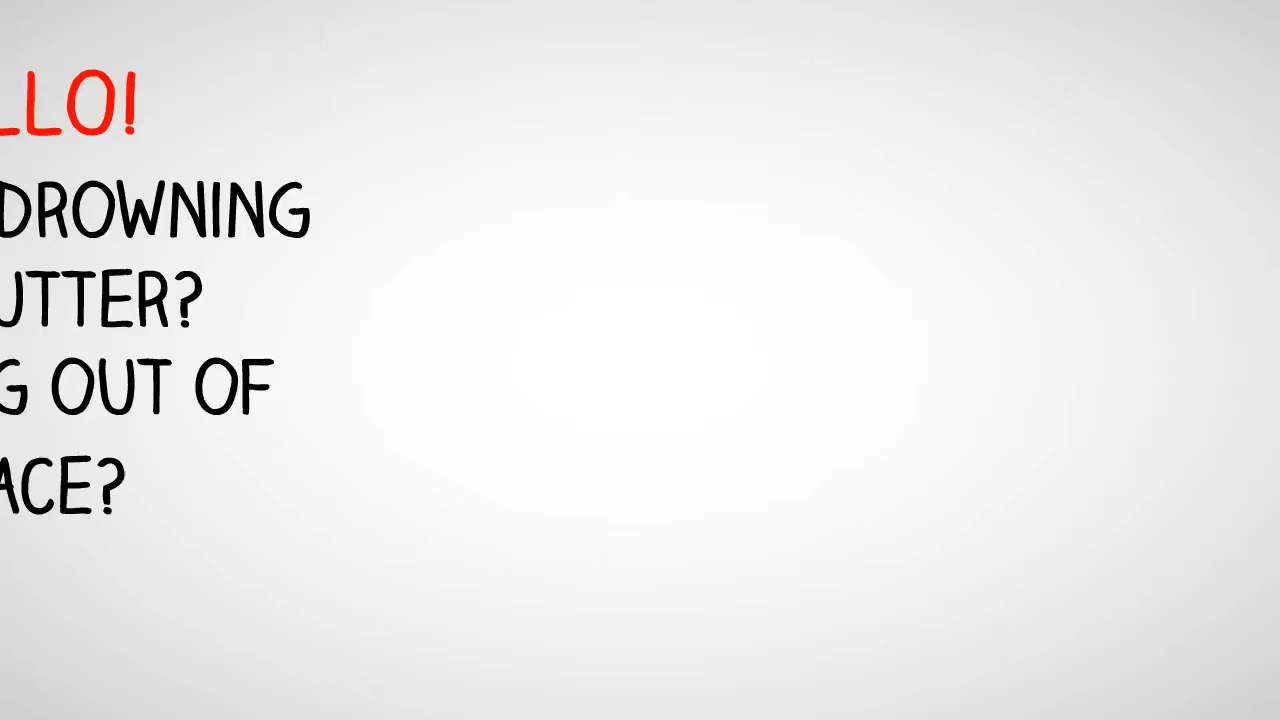 LLO!
DROWNING
UTTER?
G OUT OF
ACE?